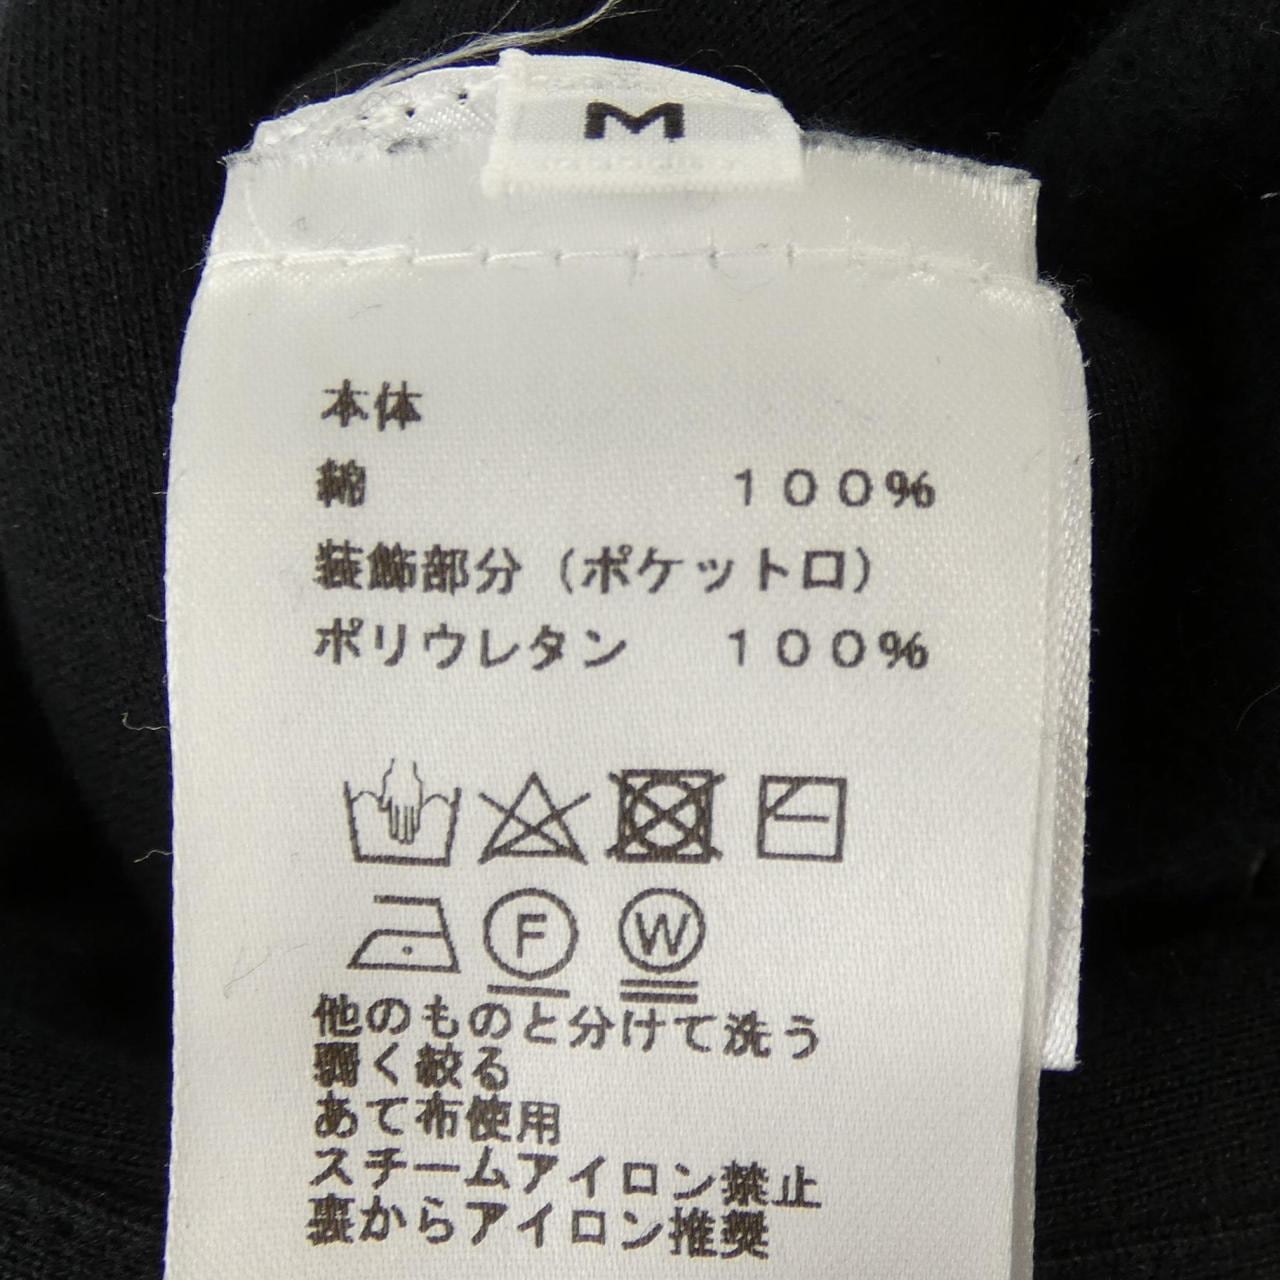 M
本体
綿 100%
装飾部分（ポケット口）
ポリウレタン 100%
F W
他のものと分けて洗う
弱く絞る
あて布使用
スチームアイロン禁止
裏からアイロン推奨